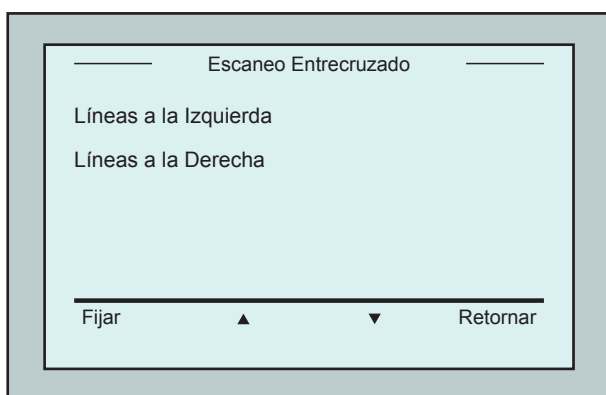 Escaneo Entrecruzado
Líneas a la Izquierda
Líneas a la Derecha
Fijar ▲ ▼ Retornar